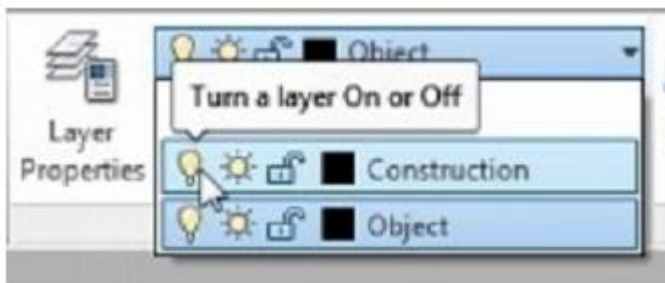 Object
Turn a layer On or Off
Layer
Properties
Construction
Object